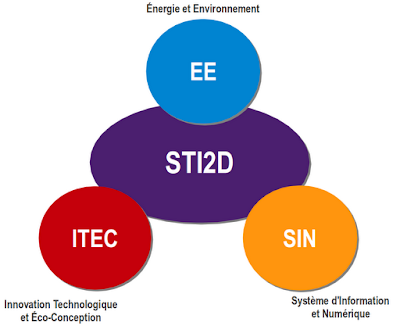 Énergie et Environnement
EE
STI2D
ITEC
SIN
Innovation Technologique
et Éco-Conception
Système d'Information
et Numérique